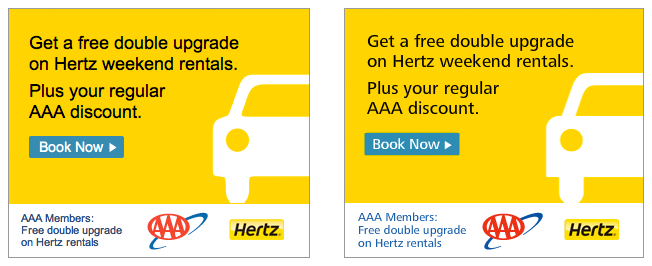 Get a free double upgrade
on Hertz weekend rentals.
Plus your regular
AAA discount.
Book Now
AAA Members:
Free double upgrade
on Hertz rentals
AAA
Hertz.
Get a free double upgrade
on Hertz weekend rentals.
Plus your regular
AAA discount.
Book Now
AAA Members:
Free double upgrade
on Hertz rentals
AAA
Hertz.